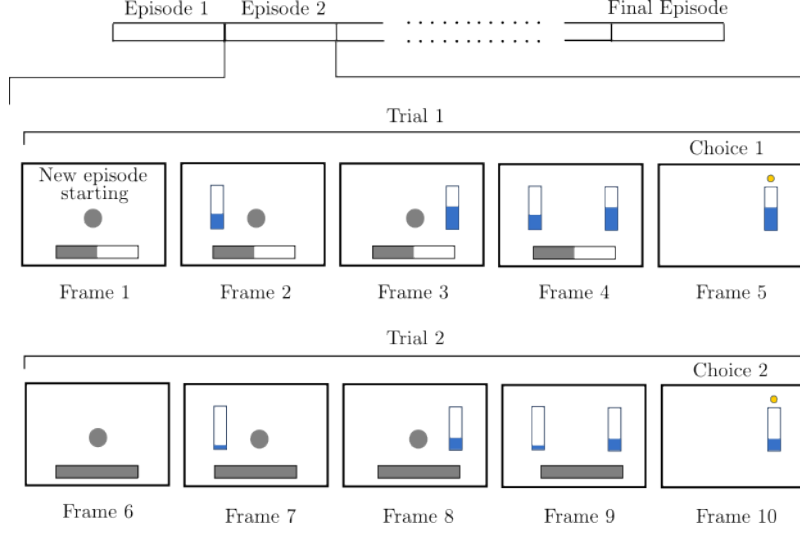 Episode 1 Episode 2 Final Episode
Trial 1
Choice 1
New episode
starting
Frame 1 Frame 2 Frame 3 Frame 4 Frame 5
Trial 2
Choice 2
Frame 6 Frame 7 Frame 8 Frame 9 Frame 10